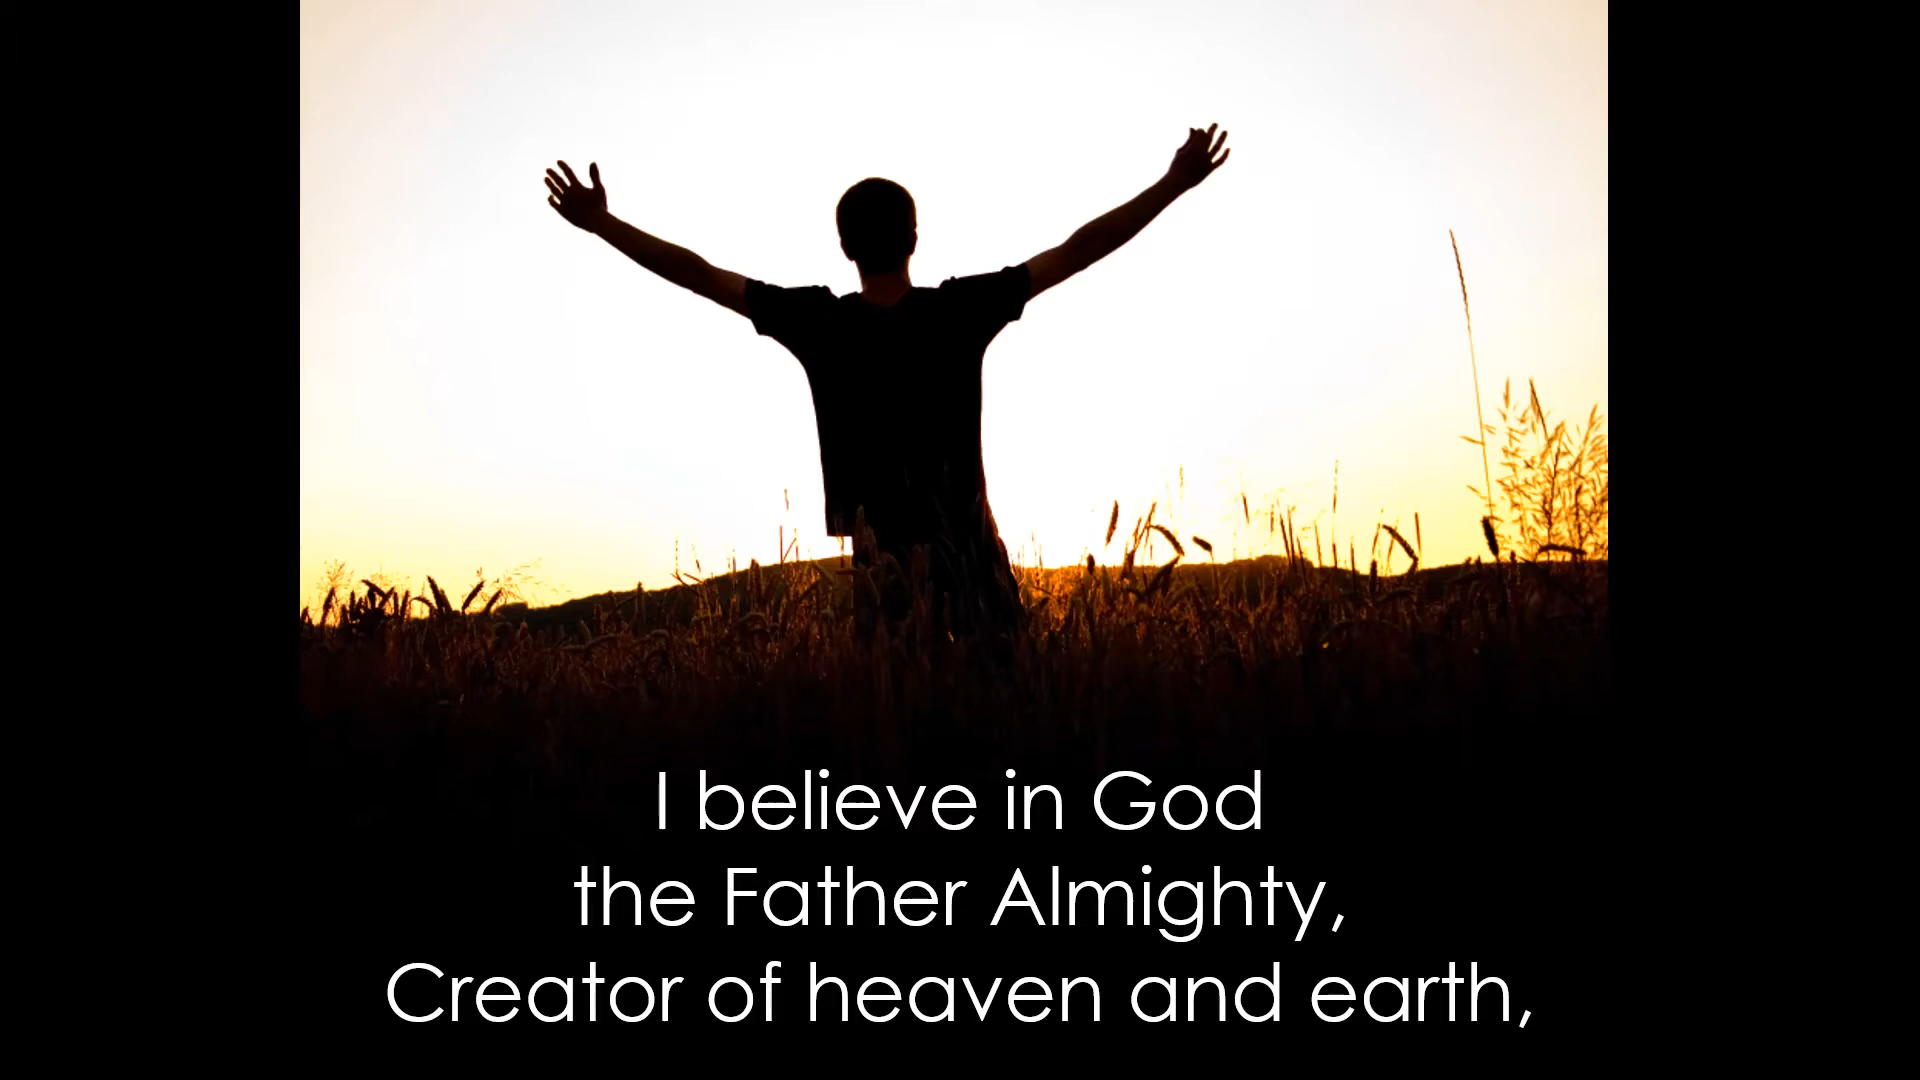 I believe in God
the Father Almighty,
Creator of heaven and earth,